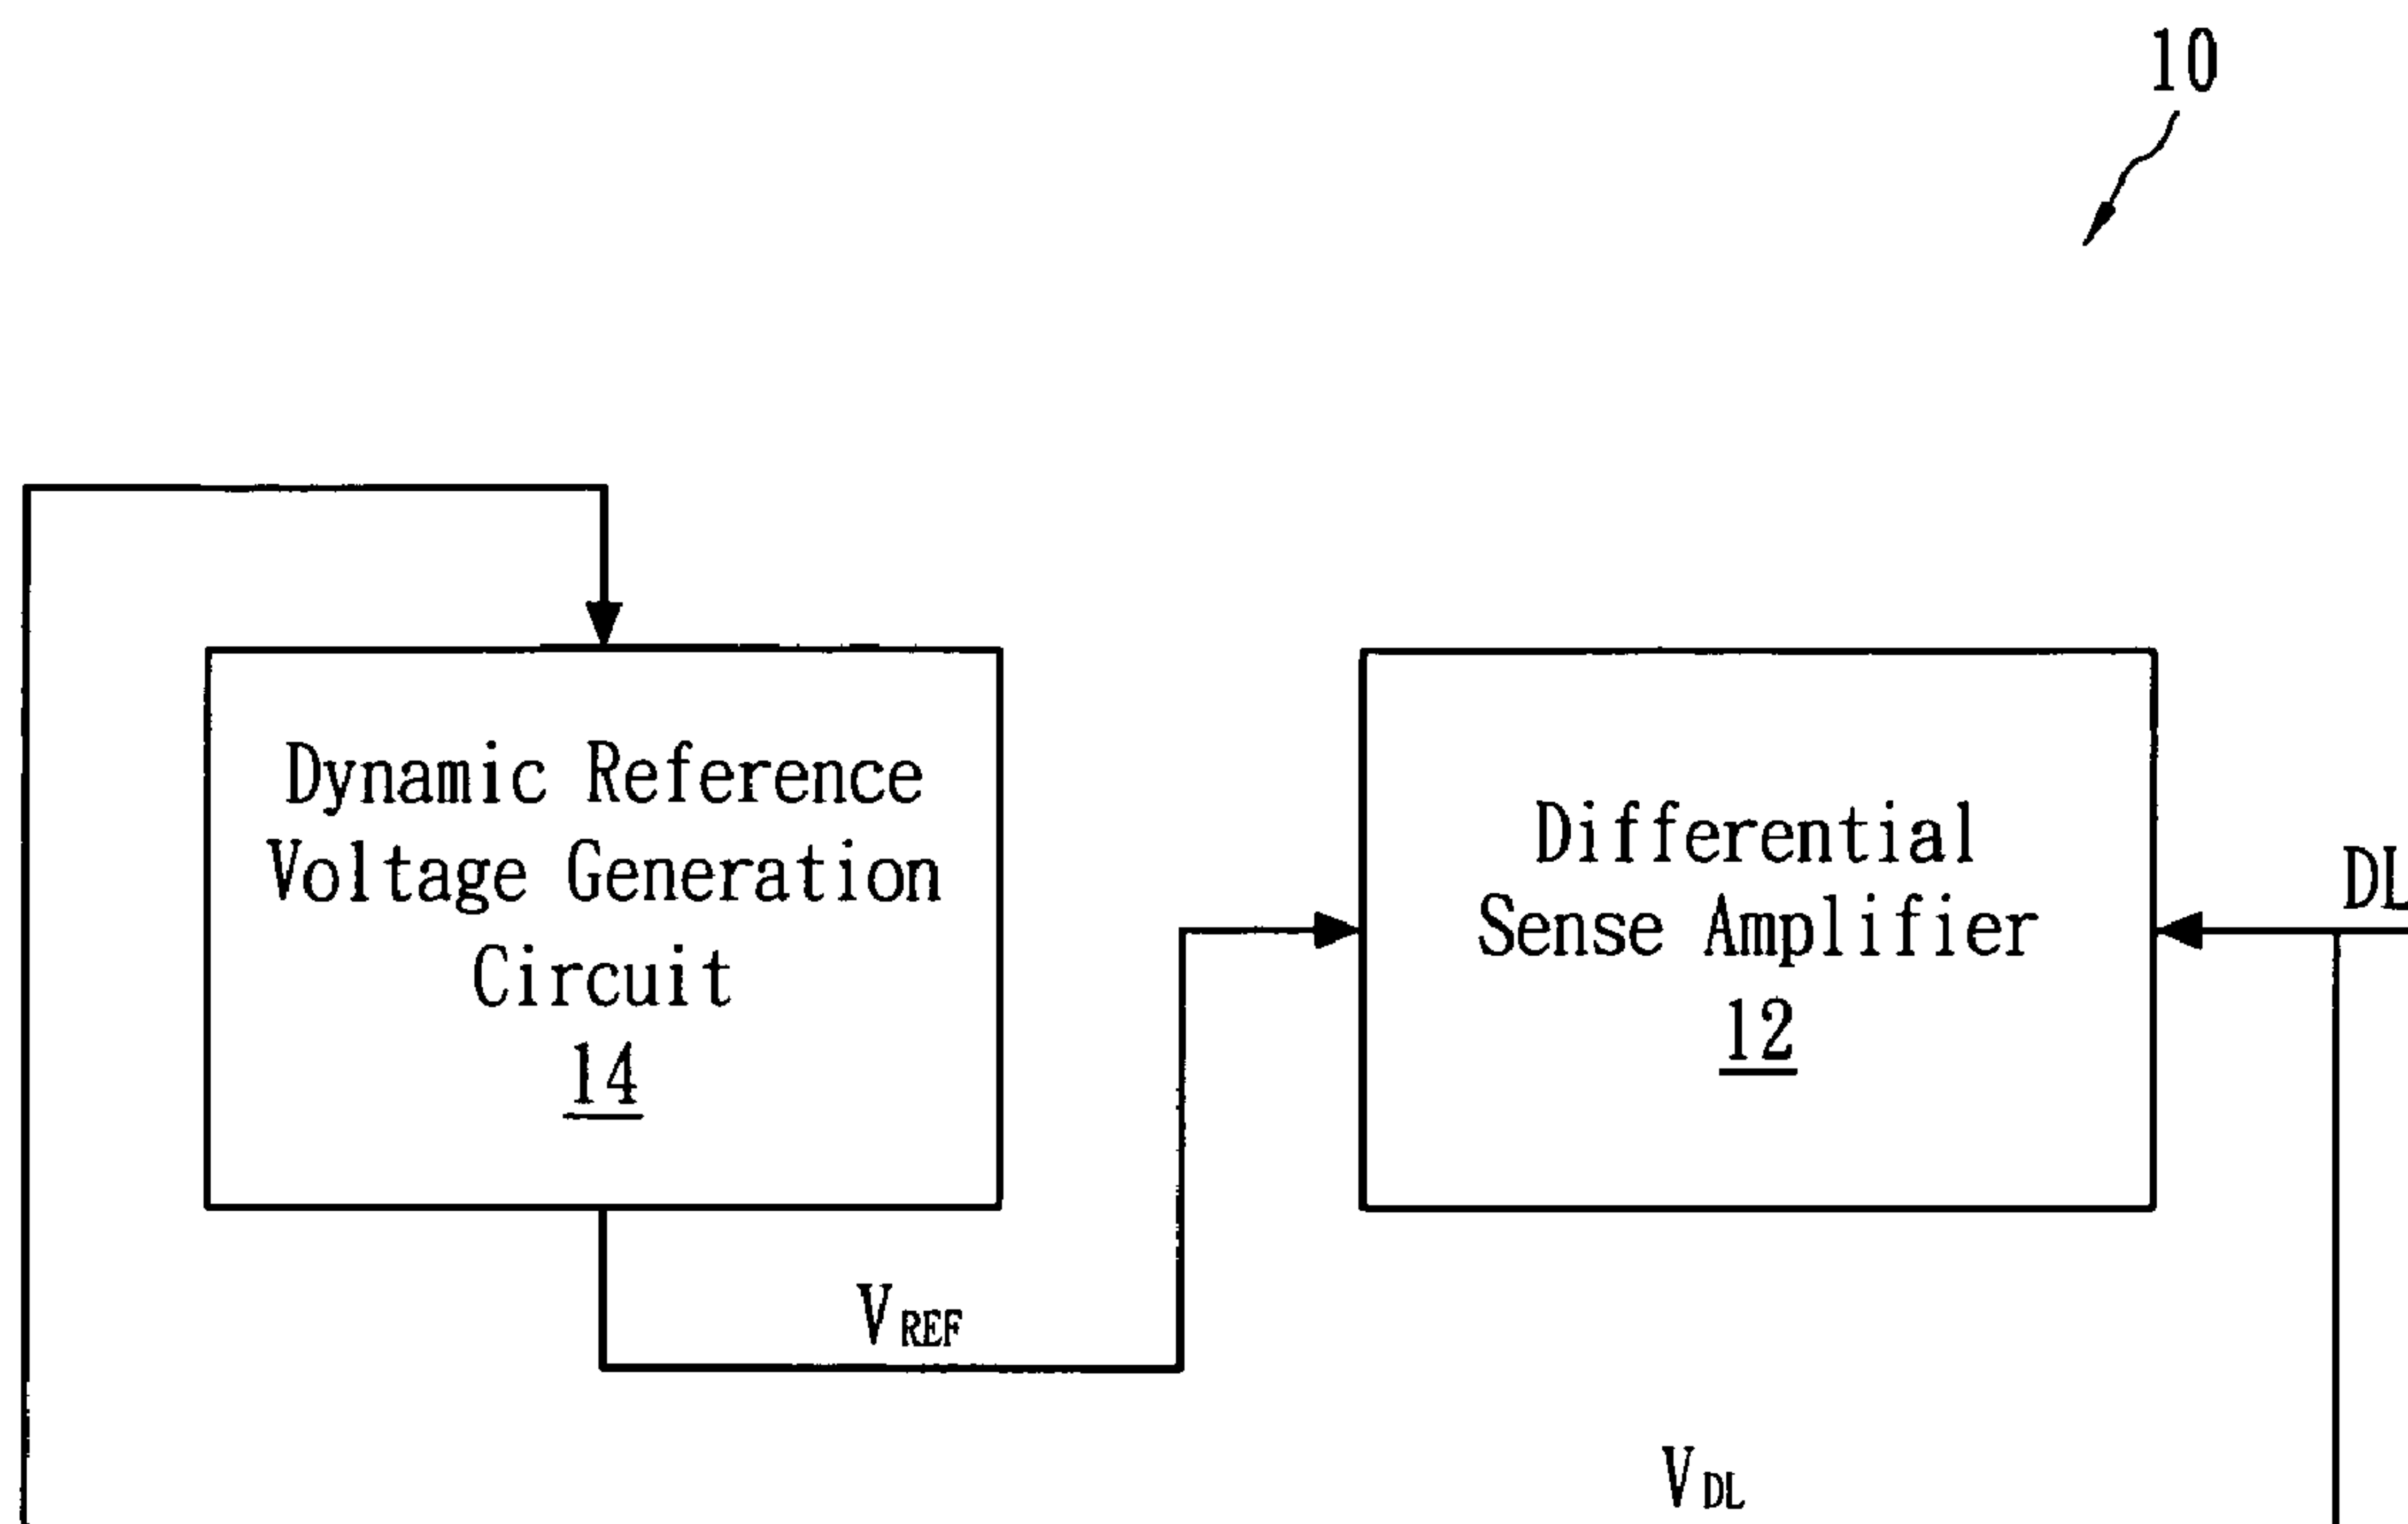 10
Dynamic Reference
Voltage Generation
Circuit
14
Differential
Sense Amplifier
12
DL
VREF
VDL